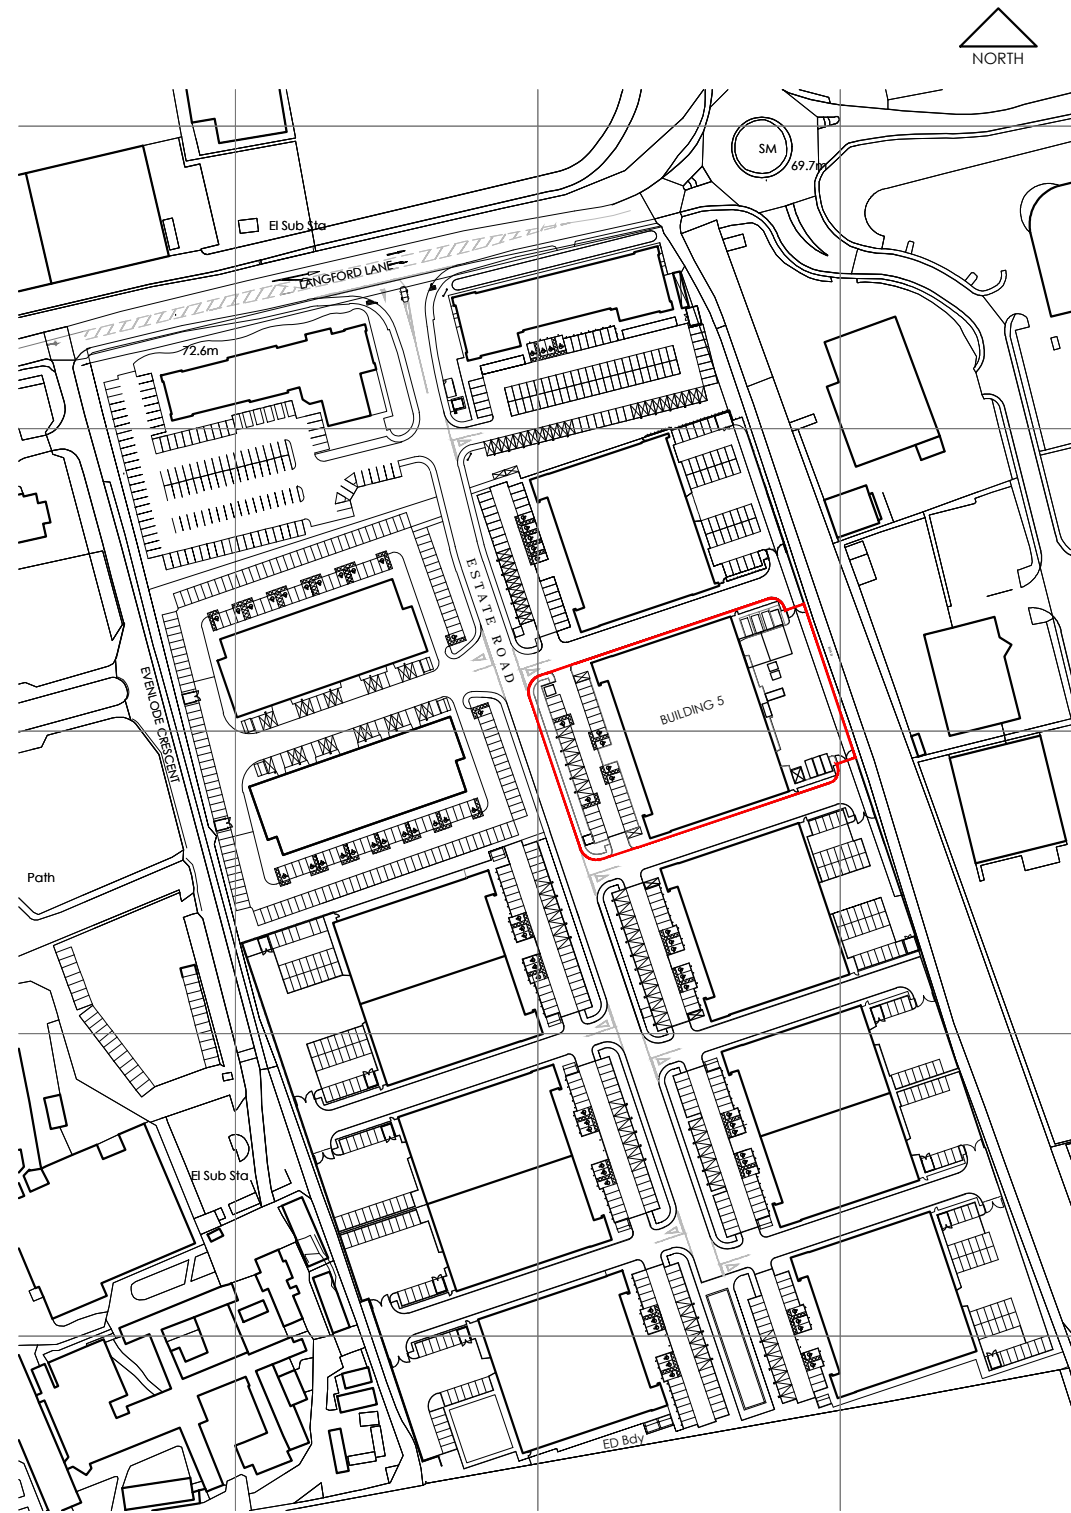 NORTH
SM
69.7m
El Sub Sta
LANGFORD LANE
72.6m
ESTATE ROAD
EVENLODE CRESCENT
BUILDING 5
Path
El Sub Sta
ED Bdy